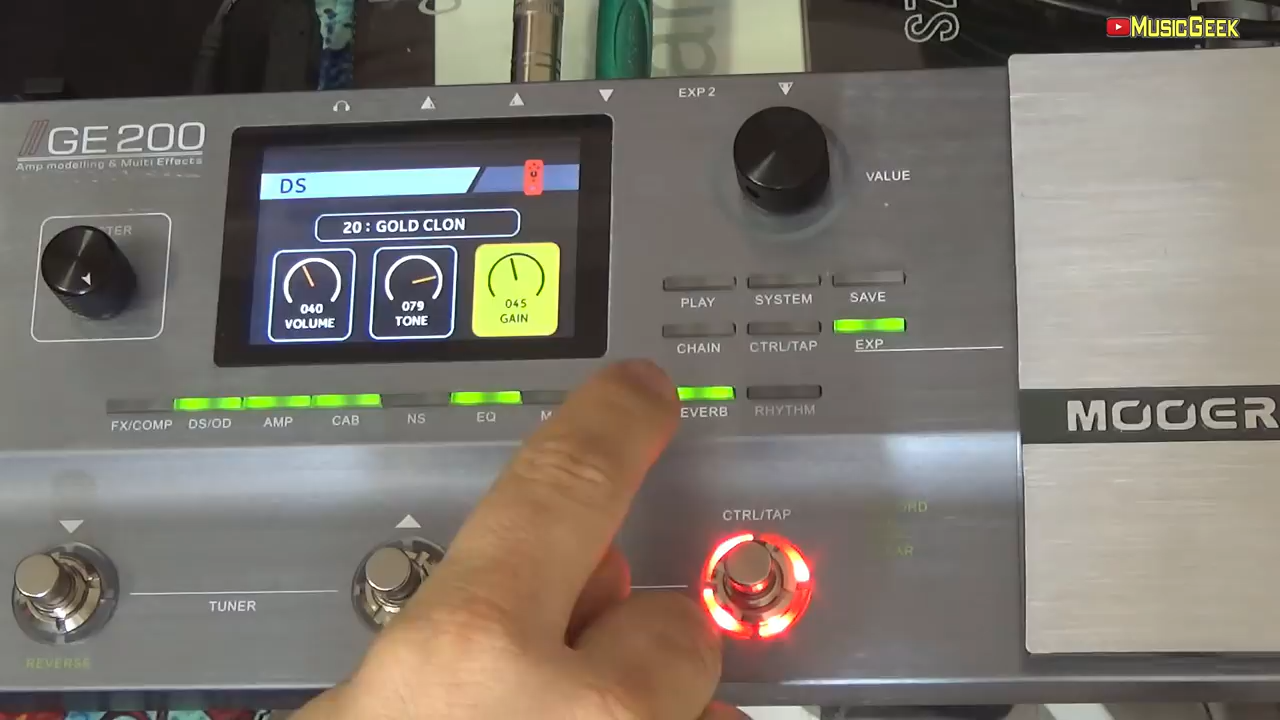 MUSICGEEK
EXP 2
GE 200
Amp modelling & Multi Effects
VALUE
DS
20 : GOLD CLON
040
VOLUME
079
TONE
045
GAIN
PLAY
SYSTEM
SAVE
CHAIN
CTRL/TAP
EXP
FX/COMP
DS/OD
AMP
CAB
NS
EQ
EVERB
RHYTHM
MOOER
CTRL/TAP
TUNER
REVERSE